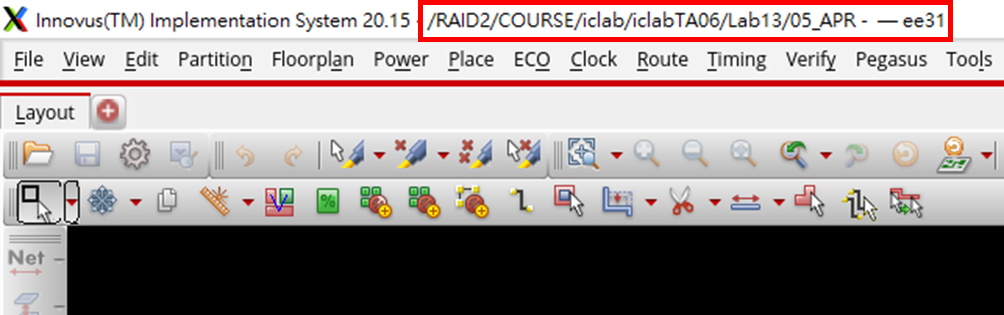 Innovus(TM) Implementation System 20.15 - /RAID2/COURSE/iclab/iclabTA06/Lab13/05_APR - — ee31
File View Edit Partition Floorplan Power Place ECO Clock Route Timing Verify Pegasus Tools
Layout
%
Net